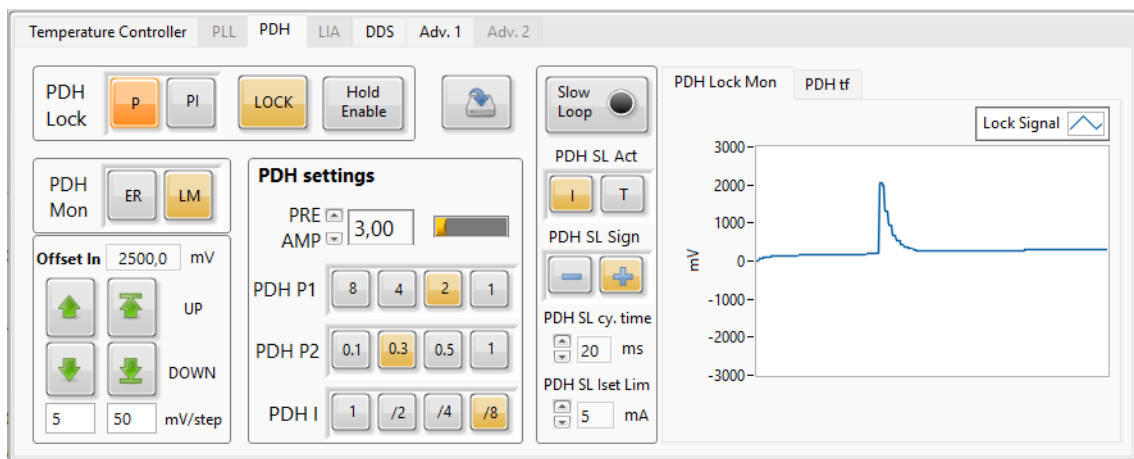 Temperature Controller PLL PDH LIA DDS Adv. 1 Adv. 2
PDH Lock
P PI LOCK Hold Enable
PDH Mon
ER LM
Offset In 2500,0 mV
UP
DOWN
5 50 mV/step
PDH settings
PRE AMP 3,00
PDH P1 8 4 2 1
PDH P2 0.1 0.3 0.5 1
PDH I 1 /2 /4 /8
Slow Loop
PDH SL Act
I T
PDH SL Sign
PDH SL cy. time
20 ms
PDH SL Iset Lim
5 mA
PDH Lock Mon PDH tf
Lock Signal
mV
3000
2000
1000
0
-1000
-2000
-3000